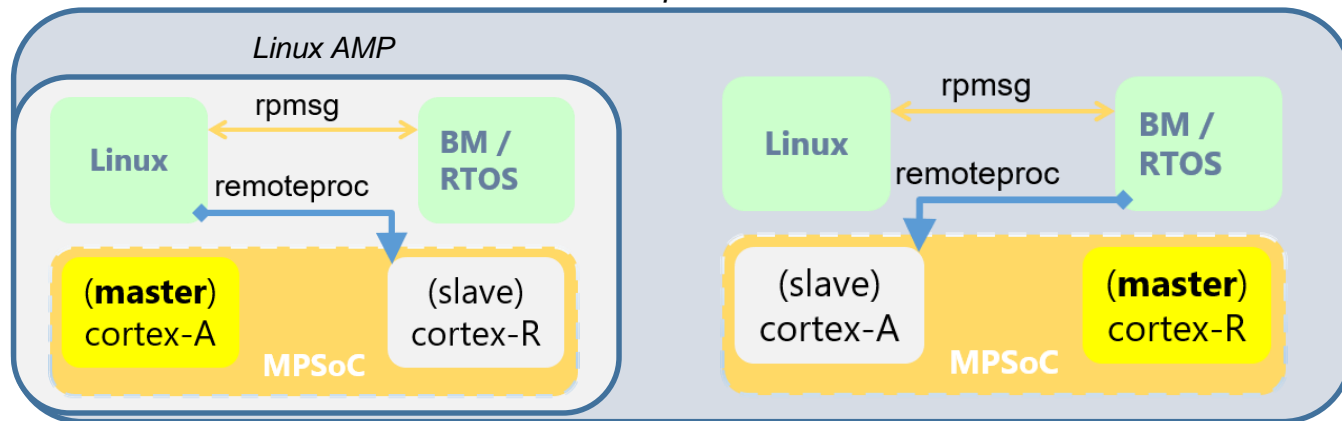 Linux AMP
rpmsg
Linux
BM /
RTOS
remoteproc
(master)
cortex-A
(slave)
cortex-R
MPSoC
rpmsg
Linux
BM /
RTOS
remoteproc
(slave)
cortex-A
(master)
cortex-R
MPSoC